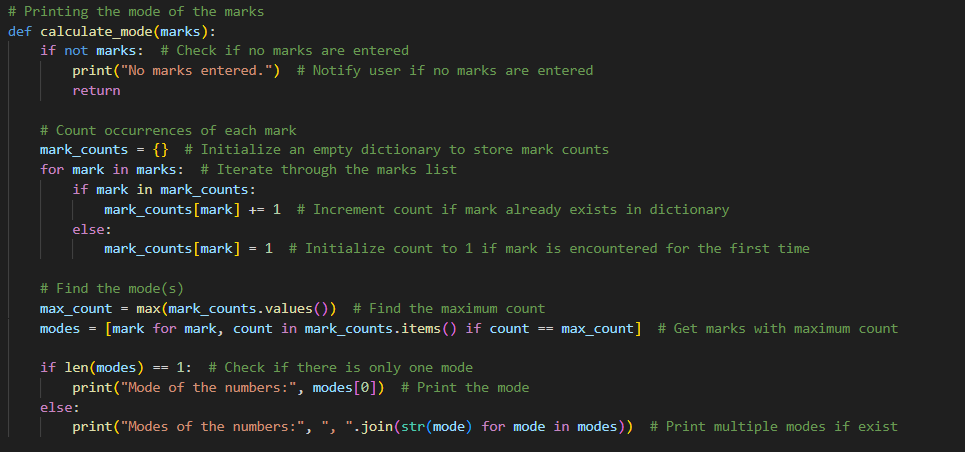 # Printing the mode of the marks
def calculate_mode(marks):
    if not marks:  # Check if no marks are entered
        print("No marks entered.")  # Notify user if no marks are entered
        return

    # Count occurrences of each mark
    mark_counts = {}  # Initialize an empty dictionary to store mark counts
    for mark in marks:  # Iterate through the marks list
        if mark in mark_counts:
            mark_counts[mark] += 1  # Increment count if mark already exists in dictionary
        else:
            mark_counts[mark] = 1  # Initialize count to 1 if mark is encountered for the first time

    # Find the mode(s)
    max_count = max(mark_counts.values())  # Find the maximum count
    modes = [mark for mark, count in mark_counts.items() if count == max_count]  # Get marks with maximum count

    if len(modes) == 1:  # Check if there is only one mode
        print("Mode of the numbers:", modes[0])  # Print the mode
    else:
        print("Modes of the numbers:", ", ".join(str(mode) for mode in modes))  # Print multiple modes if exist